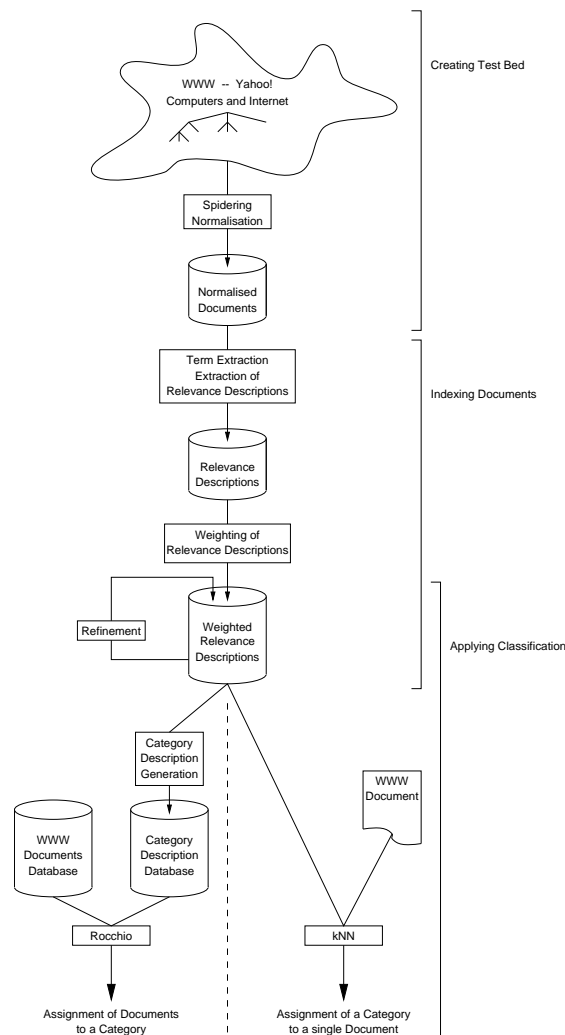 Creating Test Bed
WWW -- Yahoo!
Computers and Internet
Spidering
Normalisation
Normalised
Documents
Term Extraction
Extraction of
Relevance Descriptions
Indexing Documents
Relevance
Descriptions
Weighting of
Relevance Descriptions
Refinement
Weighted
Relevance
Descriptions
Applying Classification
Category
Description
Generation
WWW
Document
WWW
Documents
Database
Category
Description
Database
Rocchio
kNN
Assignment of Documents
to a Category
Assignment of a Category
to a single Document